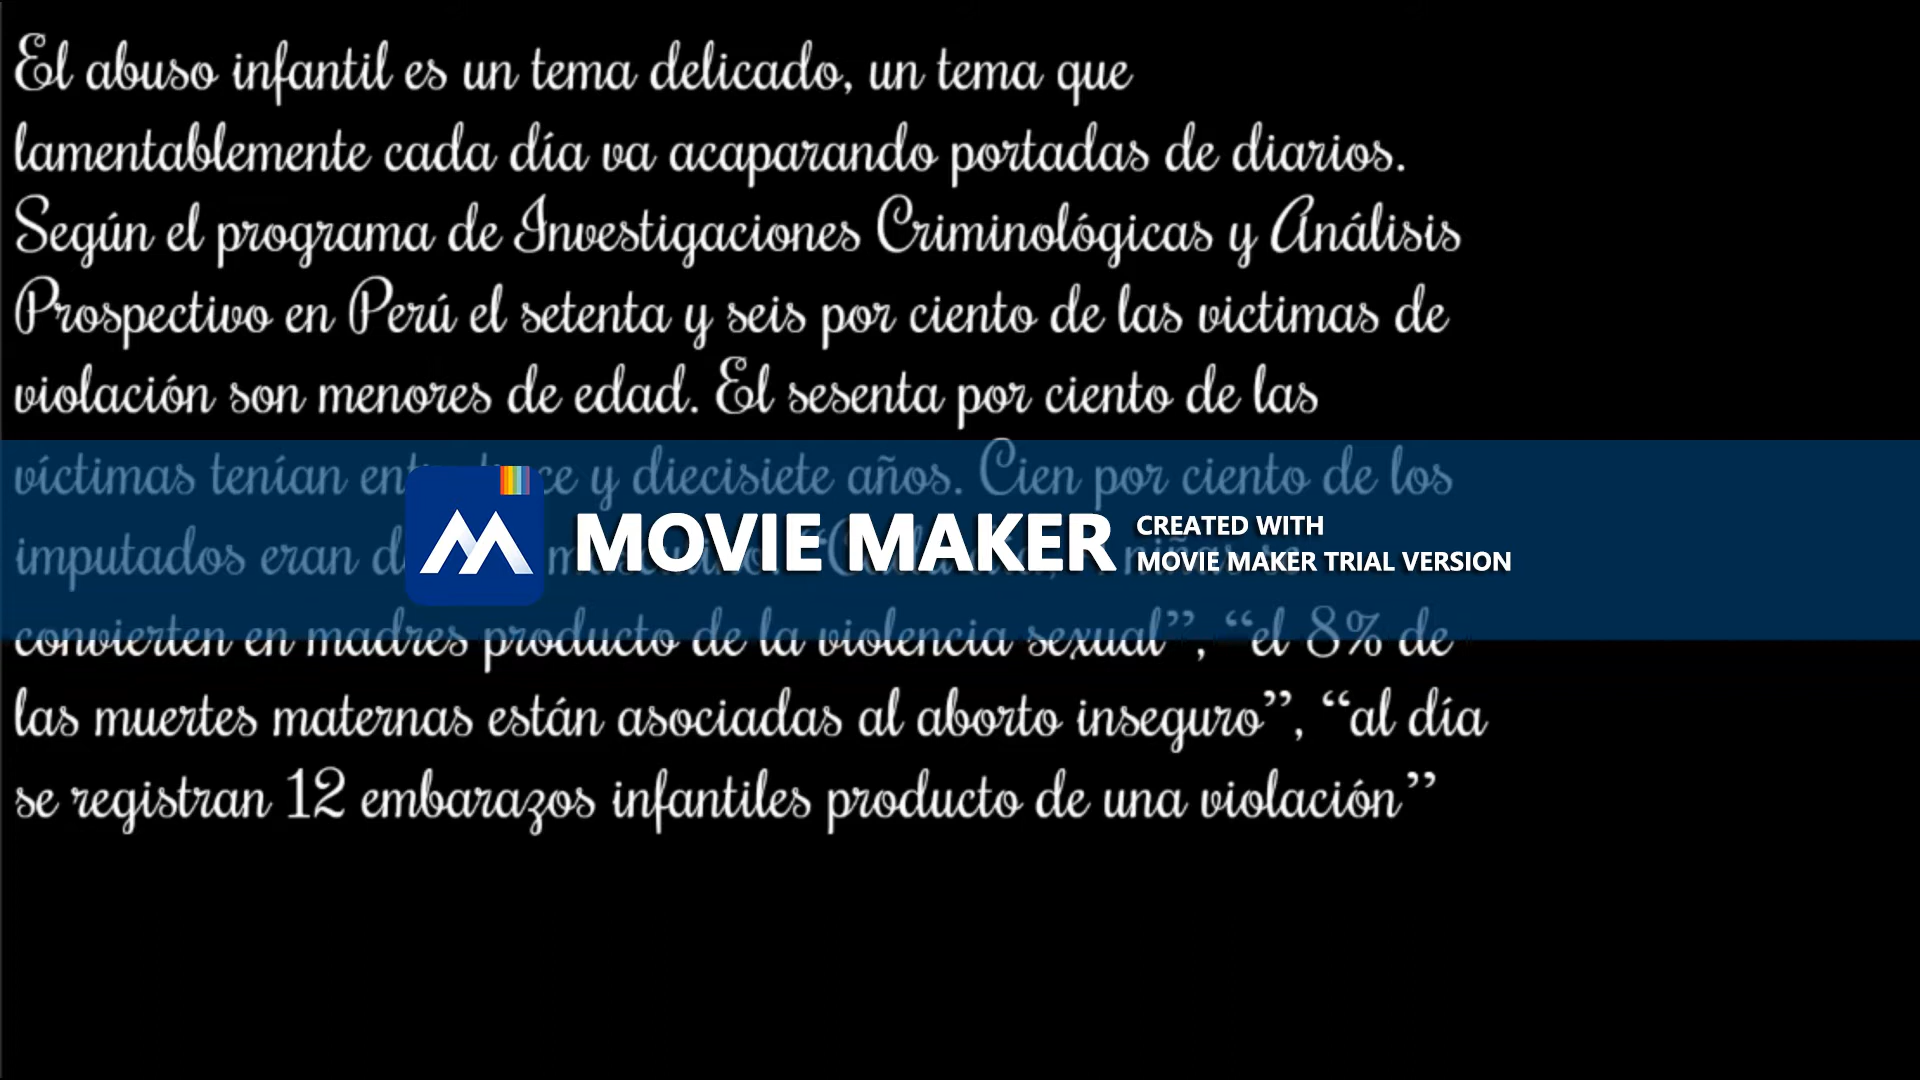 El abuso infantil es un tema delicado, un tema que
lamentablemente cada día va acaparando portadas de diarios.
Según el programa de Investigaciones Criminológicas y Análisis
Prospectivo en Perú el setenta y seis por ciento de las victimas de
violación son menores de edad. El sesenta por ciento de las
víctimas tenían y diecisiete años. Cien por ciento de los
imputados eran niñas se
MOVIE MAKER
CREATED WITH
MOVIE MAKER TRIAL VERSION
convierten en madres producto de la violencia sexual”, “el 8% de
las muertes maternas están asociadas al aborto inseguro”, “al día
se registran 12 embarazos infantiles producto de una violación”